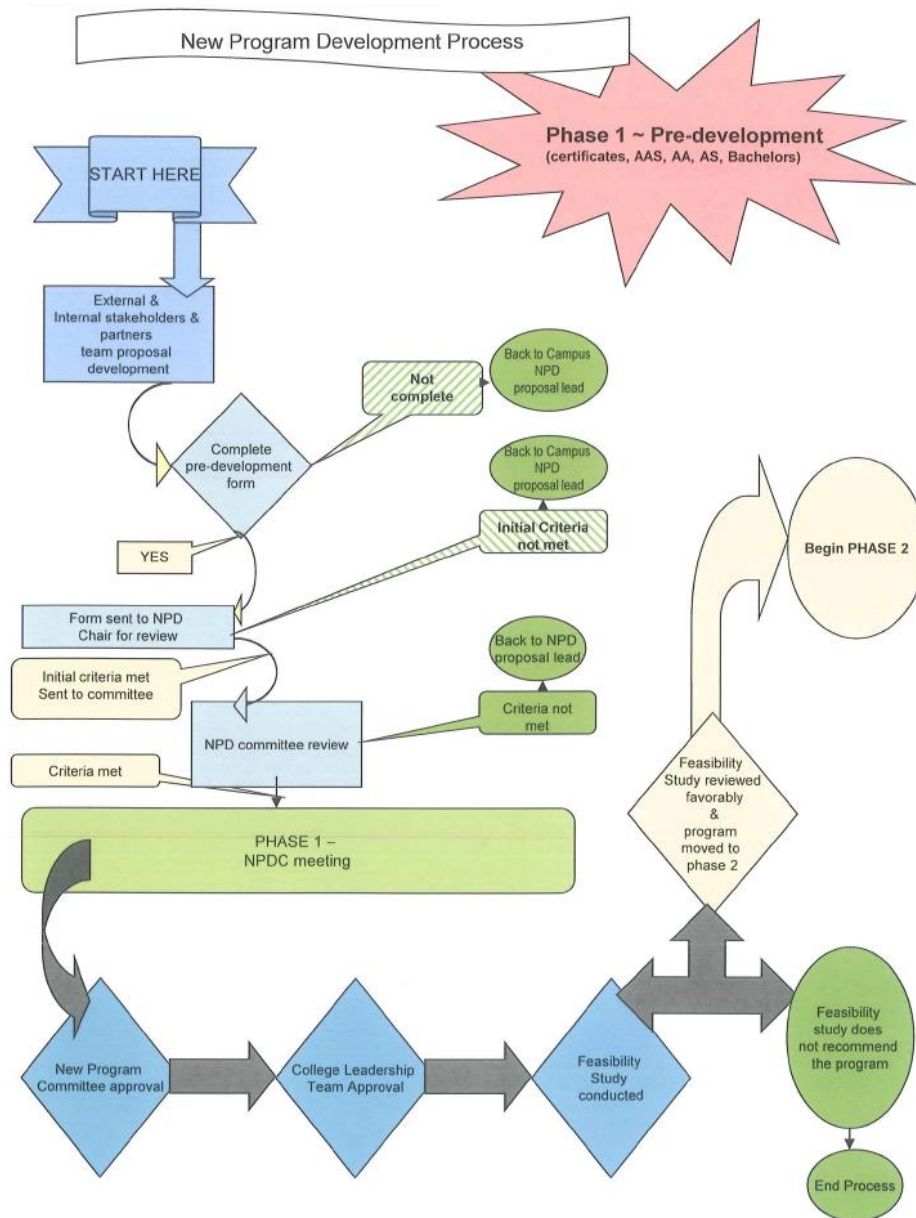 New Program Development Process
Phase 1 ~ Pre-development
(certificates, AAS, AA, AS, Bachelors)
START HERE
External &
Internal stakeholders &
partners
team proposal
development
Not
complete
Back to Campus
NPD
proposal lead
Complete
pre-development
form
Back to Campus
NPD
proposal lead
Initial Criteria
not met
YES
Begin PHASE 2
Form sent to NPD
Chair for review
Initial criteria met
Sent to committee
Back to NPD
proposal lead
Criteria not
met
NPD committee review
Criteria met
Feasibility
Study reviewed
favorably
&
program
moved to
phase 2
PHASE 1 –
NPDC meeting
New Program
Committee approval
College Leadership
Team Approval
Feasibility
Study
conducted
Feasibility
study does
not recommend
the program
End Process